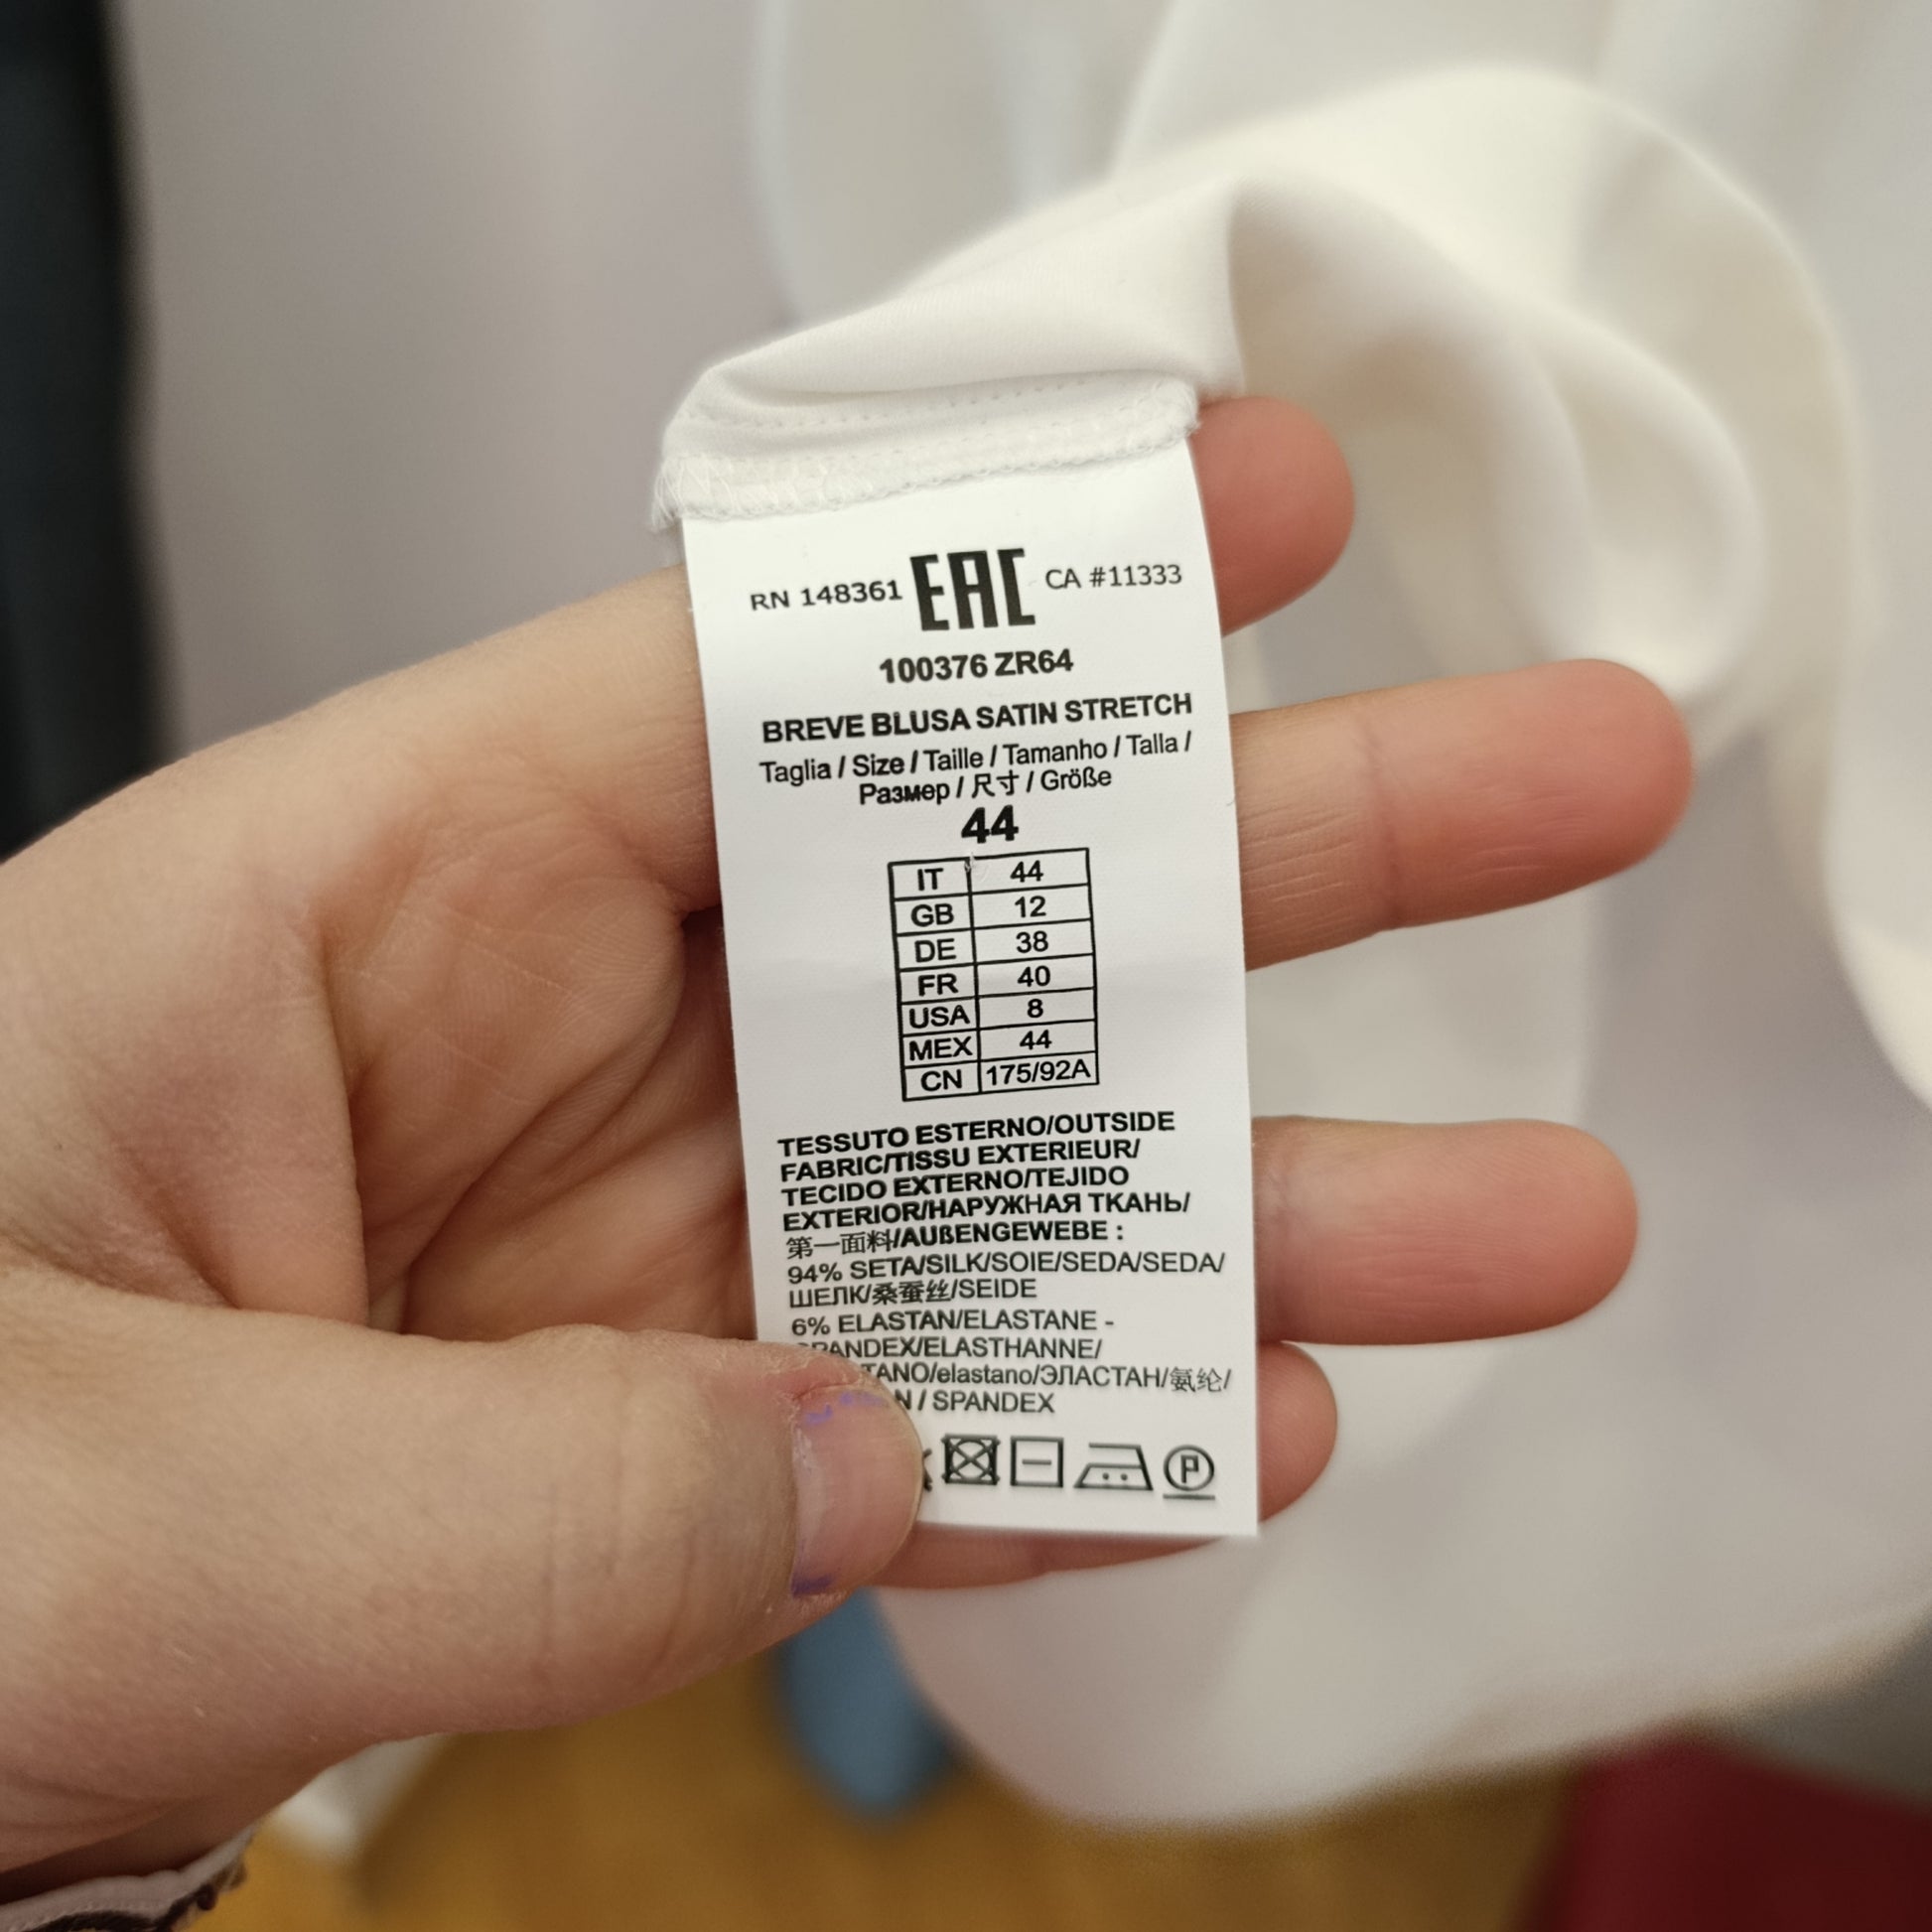 RN 148361 EAC CA #11333
100376 ZR64
BREVE BLUSA SATIN STRETCH
Taglia / Size / Taille / Tamanho / Talla /
Размер / 尺寸 / Größe
44
IT 44
GB 12
DE 38
FR 40
USA 8
MEX 44
CN 175/92A
TESSUTO ESTERNO/OUTSIDE
FABRIC/TISSU EXTERIEUR/
TECIDO EXTERNO/TEJIDO
EXTERIOR/НАРУЖНАЯ ТКАНЬ/
第一面料/AUßENGEWEBE :
94% SETA/SILK/SOIE/SEDA/SEDA/
ШЕЛК/桑蚕丝/SEIDE
6% ELASTAN/ELASTANE -
SPANDEX/ELASTHANNE/
TANO/elastano/ЭЛАСТАН/氨纶/
N / SPANDEX
P